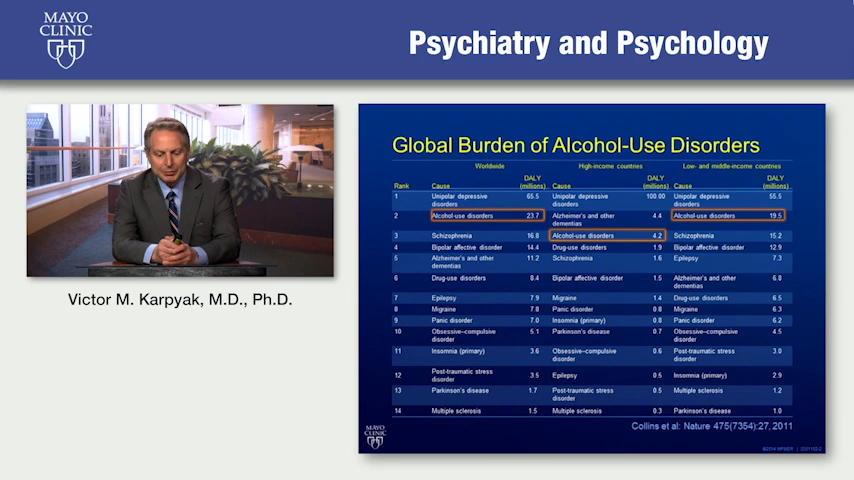 MAYO
CLINIC
Psychiatry and Psychology
Victor M. Karpyak, M.D., Ph.D.
Global Burden of Alcohol-Use Disorders
Worldwide High-income countries Low- and middle-income countries
Rank Cause DALY (millions) Cause DALY (millions) Cause DALY (millions)
1 Unipolar depressive disorders 65.5 Unipolar depressive disorders 100.00 Unipolar depressive disorders 55.5
2 Alcohol-use disorders 23.7 Alzheimer's and other dementias 4.4 Alcohol-use disorders 19.5
3 Schizophrenia 16.8 Alcohol-use disorders 4.2 Schizophrenia 15.2
4 Bipolar affective disorder 14.4 Drug-use disorders 1.9 Bipolar affective disorder 12.9
5 Alzheimer's and other dementias 11.2 Schizophrenia 1.6 Epilepsy 7.3
6 Drug-use disorders 8.4 Bipolar affective disorder 1.5 Alzheimer's and other dementias 6.8
7 Epilepsy 7.9 Migraine 1.4 Drug-use disorders 6.5
8 Migraine 7.8 Panic disorder 0.8 Migraine 6.3
9 Panic disorder 7.0 Insomnia (primary) 0.8 Panic disorder 6.2
10 Obsessive–compulsive disorder 5.1 Parkinson's disease 0.7 Obsessive–compulsive disorder 4.5
11 Insomnia (primary) 3.6 Obsessive–compulsive disorder 0.6 Post-traumatic stress disorder 3.0
12 Post-traumatic stress disorder 3.5 Epilepsy 0.5 Insomnia (primary) 2.9
13 Parkinson's disease 1.7 Post-traumatic stress disorder 0.5 Multiple sclerosis 1.2
14 Multiple sclerosis 1.5 Multiple sclerosis 0.3 Parkinson's disease 1.0
Collins et al: Nature 475(7354):27, 2011
MAYO
CLINIC